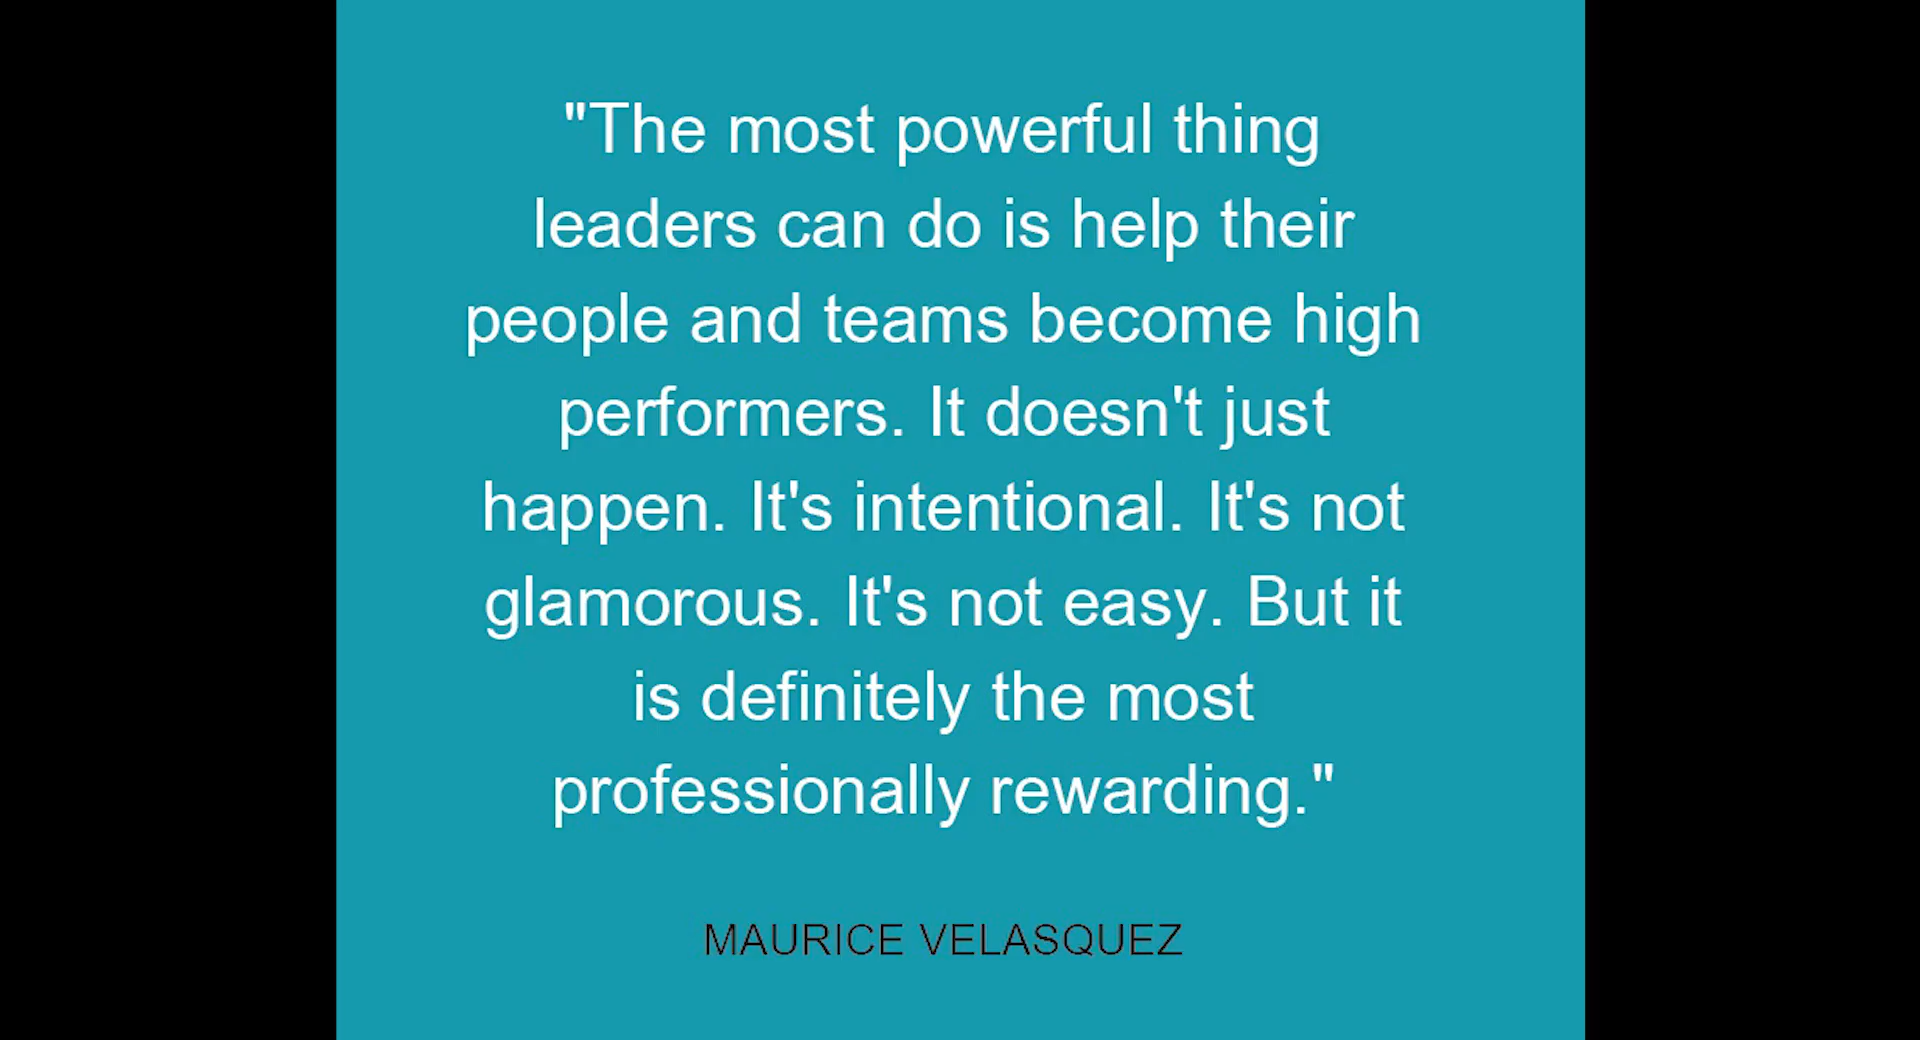 "The most powerful thing
leaders can do is help their
people and teams become high
performers. It doesn't just
happen. It's intentional. It's not
glamorous. It's not easy. But it
is definitely the most
professionally rewarding."
MAURICE VELASQUEZ